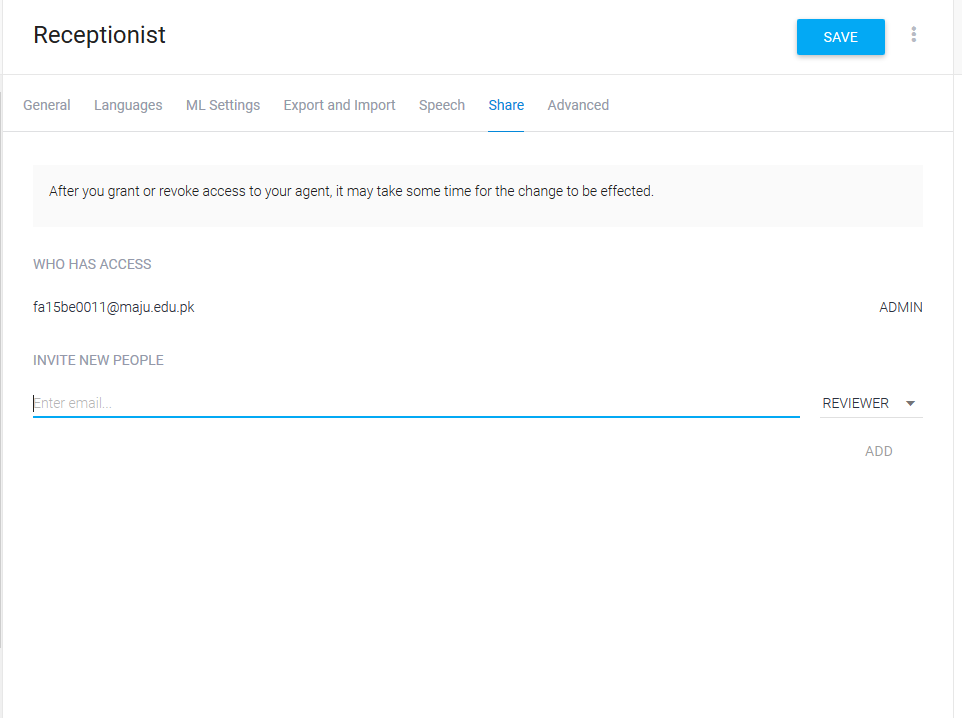 Receptionist
SAVE
General Languages ML Settings Export and Import Speech Share Advanced
After you grant or revoke access to your agent, it may take some time for the change to be effected.
WHO HAS ACCESS
fa15be0011@maju.edu.pk ADMIN
INVITE NEW PEOPLE
Enter email... REVIEWER
ADD